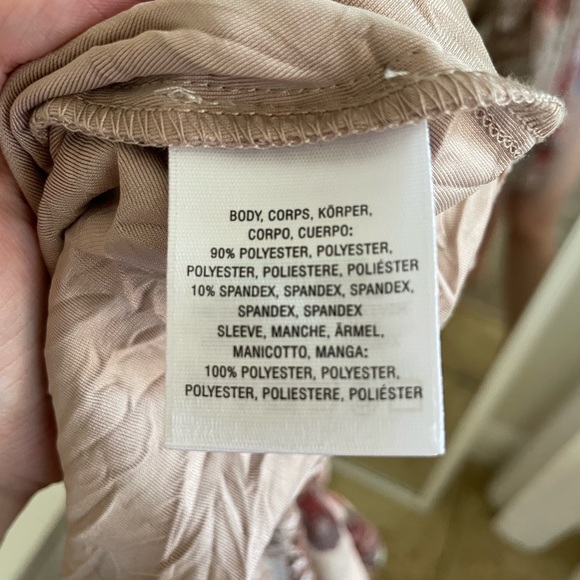 BODY, CORPS, KÖRPER,
CORPO, CUERPO:
90% POLYESTER, POLYESTER,
POLYESTER, POLIESTERE, POLIÉSTER
10% SPANDEX, SPANDEX, SPANDEX,
SPANDEX, SPANDEX
SLEEVE, MANCHE, ÄRMEL,
MANICOTTO, MANGA:
100% POLYESTER, POLYESTER,
POLYESTER, POLIESTERE, POLIÉSTER